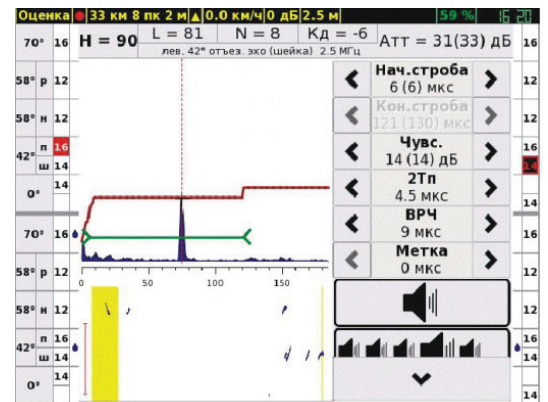 Оценка 33 км 8 пк 2 м ▲ 0.0 км/ч 0 дБ 2.5 м 59 % 16 20
70° 16 H = 90 L = 81 N = 8 Kд = -6 Атт = 31(33) дБ 16
лев. 42° отъез. эхо (шейка) 2.5 МГц
58° р 12 Нач.строба 12
6 (6) мкс
58° н 12 Кон.строба 12
121 (130) мкс
42° п 16 Чувс. 16
ш 14 14 (14) дБ
0° 14 2Тп 14
4.5 мкс
70° 16 ВРЧ 16
9 мкс
58° р 12 Метка 12
0 мкс
0 50 100 150
58° н 12 12
42° п 16 16
ш 14 14
0° 14 14